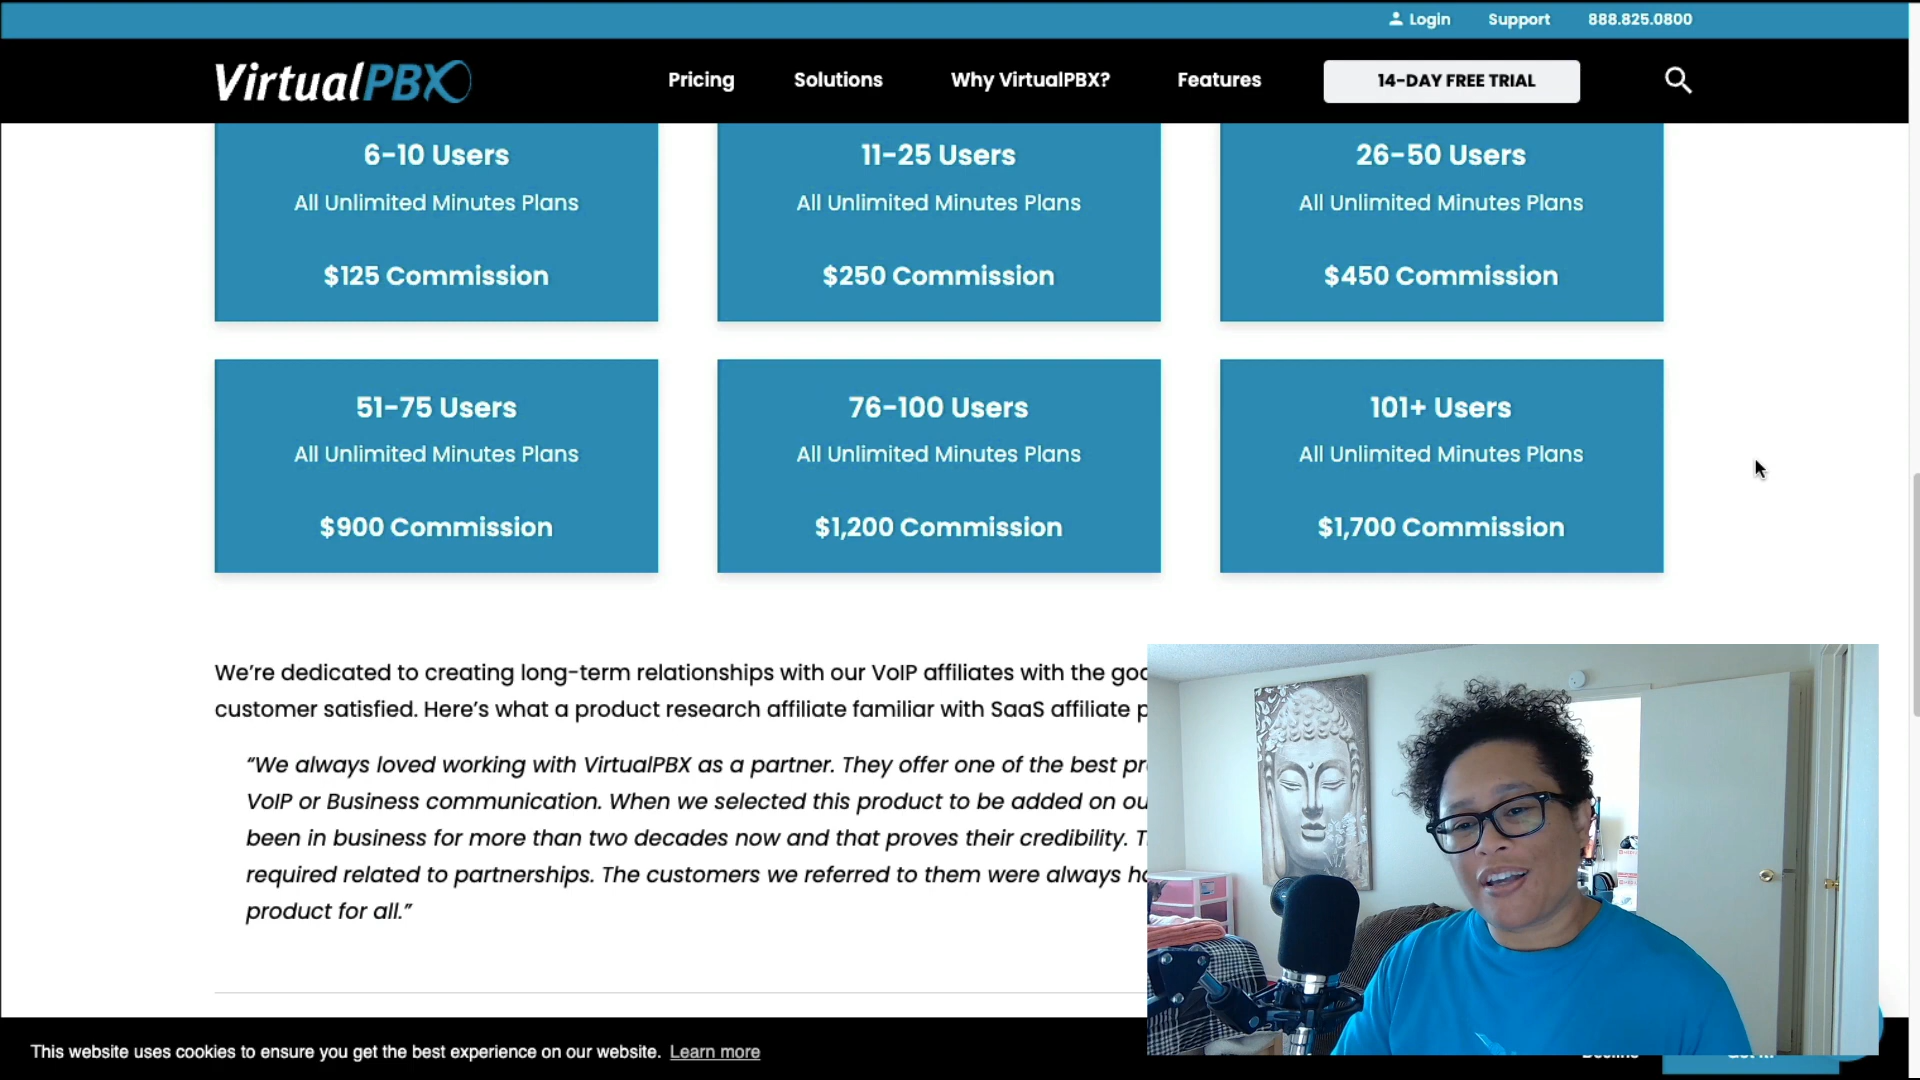 Login Support 888.825.0800
VirtualPBX Pricing Solutions Why VirtualPBX? Features 14-DAY FREE TRIAL
6-10 Users 11-25 Users 26-50 Users
All Unlimited Minutes Plans All Unlimited Minutes Plans All Unlimited Minutes Plans
$125 Commission $250 Commission $450 Commission
51-75 Users 76-100 Users 101+ Users
All Unlimited Minutes Plans All Unlimited Minutes Plans All Unlimited Minutes Plans
$900 Commission $1,200 Commission $1,700 Commission
We're dedicated to creating long-term relationships with our VoIP affiliates with the
customer satisfied. Here's what a product research affiliate familiar with SaaS affiliate
“We always loved working with VirtualPBX as a partner. They offer one of the best
VoIP or Business communication. When we selected this product to be added on
been in business for more than two decades now and that proves their credibility.
required related to partnerships. The customers we referred to them were always
product for all.”
This website uses cookies to ensure you get the best experience on our website. Learn more